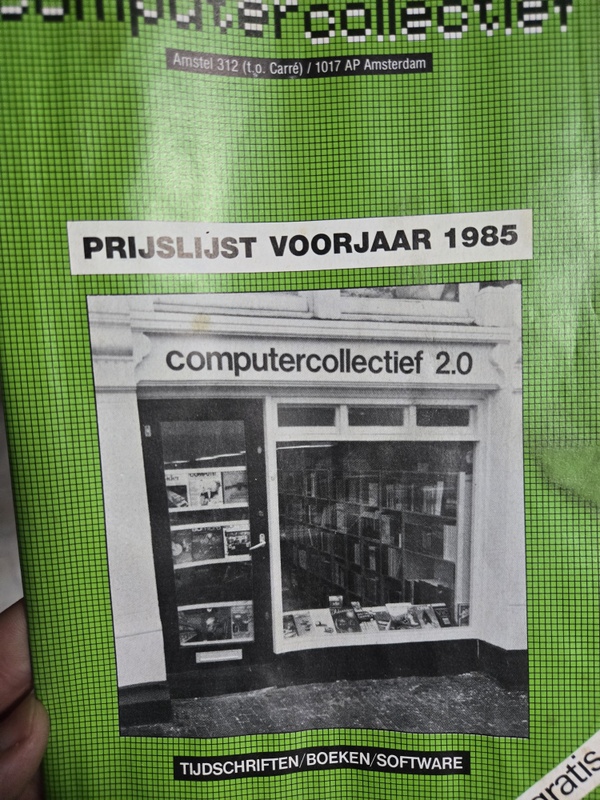 computercollectief
Amstel 312 (t.o. Carré) / 1017 AP Amsterdam
PRIJSLIJST VOORJAAR 1985
computercollectief 2.0
TIJDSCHRIFTEN/BOEKEN/SOFTWARE
gratis